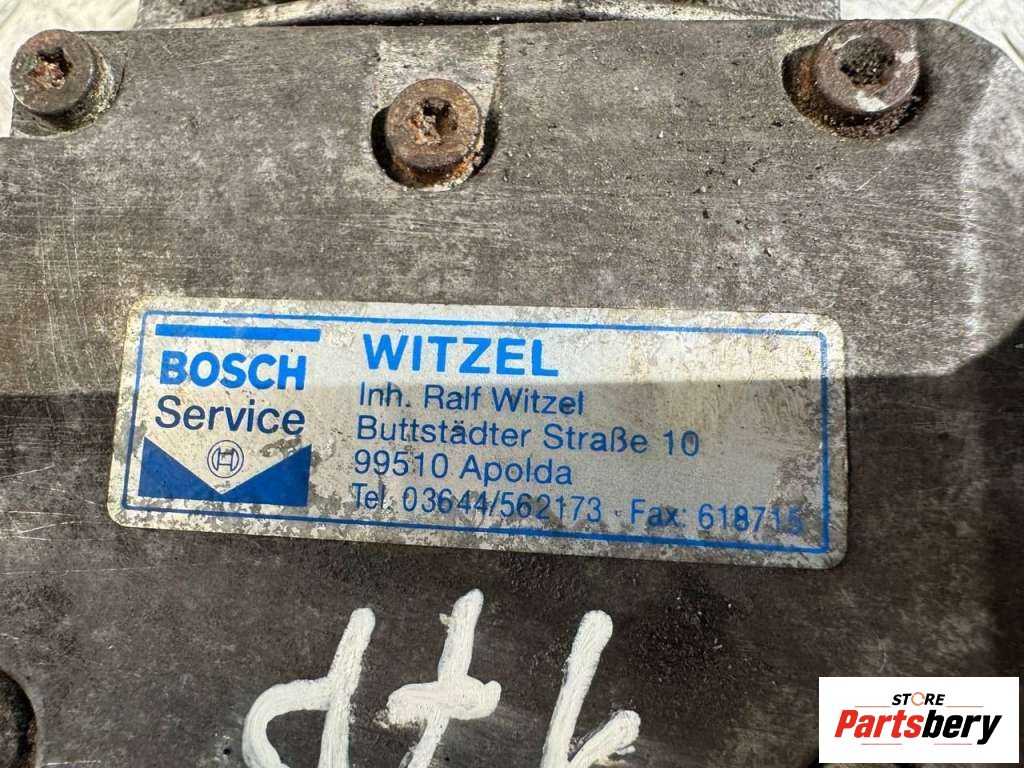 BOSCH
Service
WITZEL
Inh. Ralf Witzel
Buttstädter Straße 10
99510 Apolda
Tel. 03644/562173 Fax: 618715
STORE
Partsbery